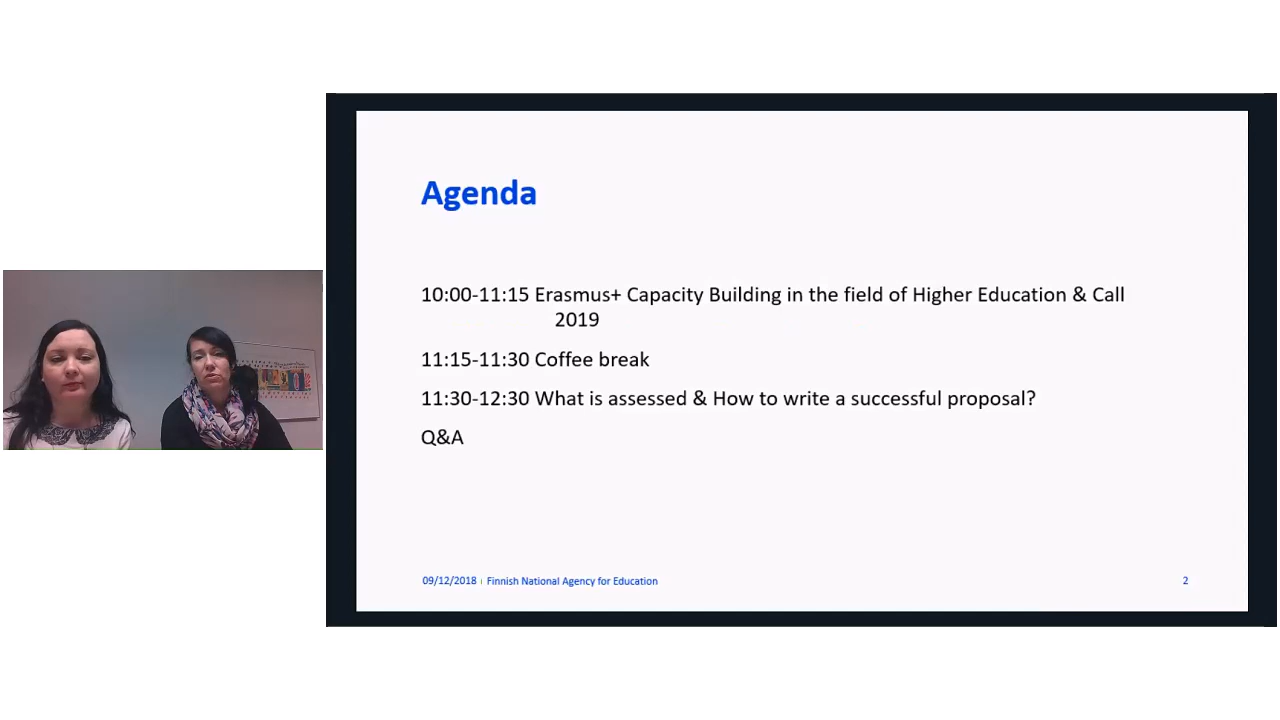 Agenda
10:00-11:15 Erasmus+ Capacity Building in the field of Higher Education & Call
2019
11:15-11:30 Coffee break
11:30-12:30 What is assessed & How to write a successful proposal?
Q&A
09/12/2018 | Finnish National Agency for Education 2